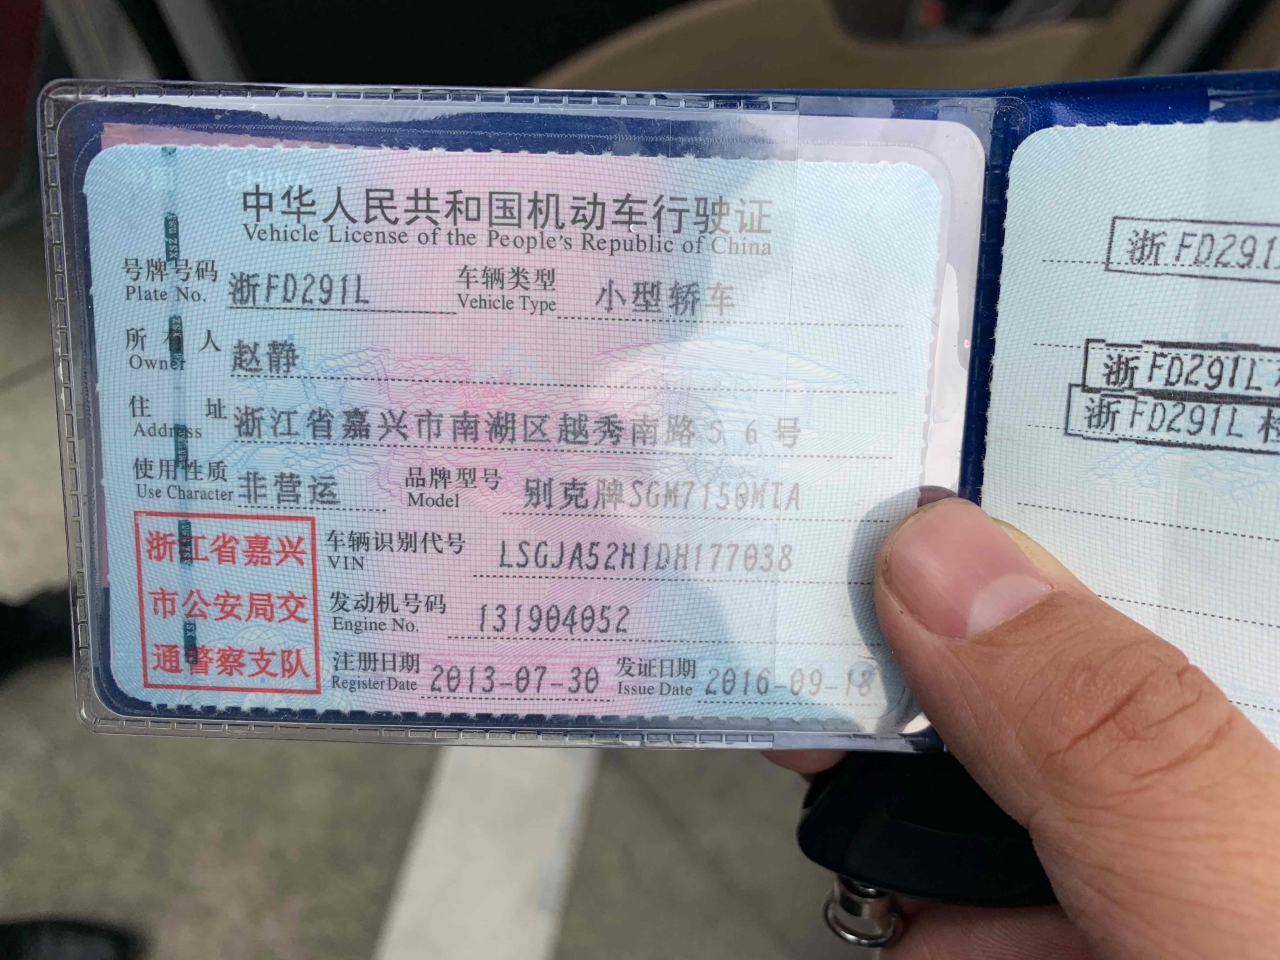 中华人民共和国机动车行驶证
Vehicle License of the People's Republic of China
号牌号码 浙FD291L 车辆类型 小型轿车
Plate No. Vehicle Type
所有人 赵静
Owner
住址 浙江省嘉兴市南湖区越秀南路56号
Address
使用性质 非营运 品牌型号 别克牌SGM7150MTA
Use Character Model
浙江省嘉兴
市公安局交
通警察支队
车辆识别代号 LSGJA52H1DH177038
VIN
发动机号码 131904052
Engine No.
注册日期 2013-07-30 发证日期 2016-09-18
Register Date Issue Date
浙FD291
浙FD291L
浙FD291L 检